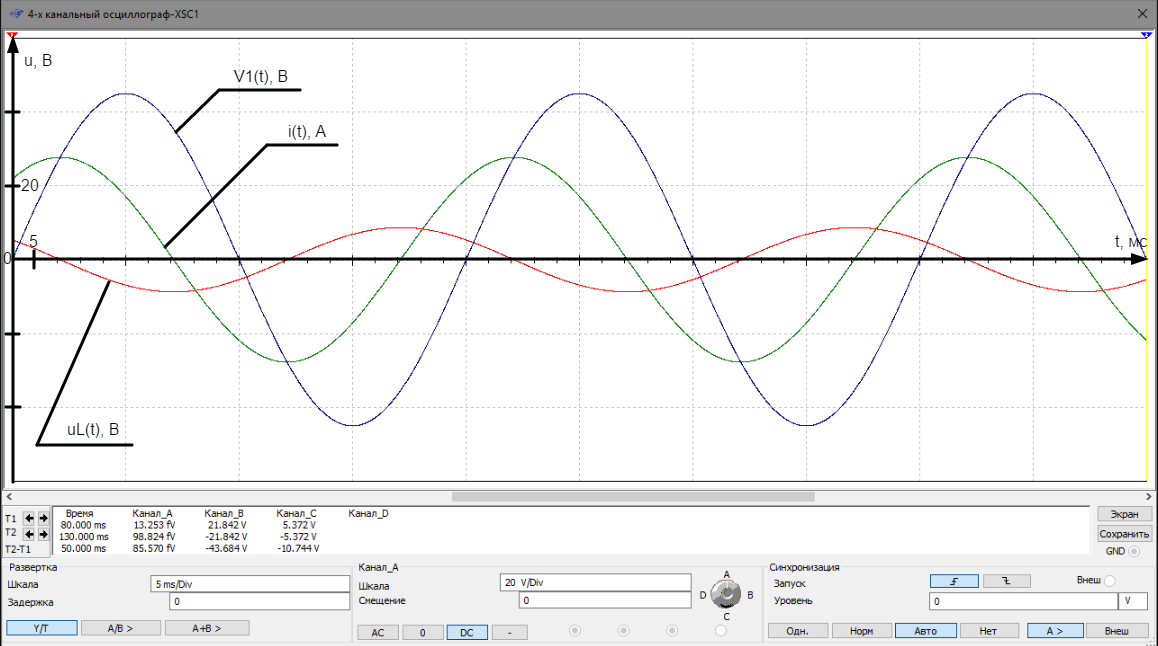 4-х канальный осциллограф-XSC1
u, В
V1(t), В
i(t), А
20
5
t, мс
0
uL(t), В
T1
T2
T2-T1
Время Канал_A Канал_B Канал_C Канал_D
80.000 ms 13.253 fV 21.842 V 5.372 V
130.000 ms 98.824 fV -21.842 V -5.372 V
50.000 ms 85.570 fV -43.684 V -10.744 V
Экран
Сохранить
GND
Развертка
Шкала 5 ms/Div
Задержка 0
Y/T A/B > A+B >
Канал_A
Шкала 20 V/Div
Смещение 0
AC 0 DC -
A
D B
C
Синхронизация
Запуск Внеш
Уровень 0 V
Одн. Норм Авто Нет A > Внеш